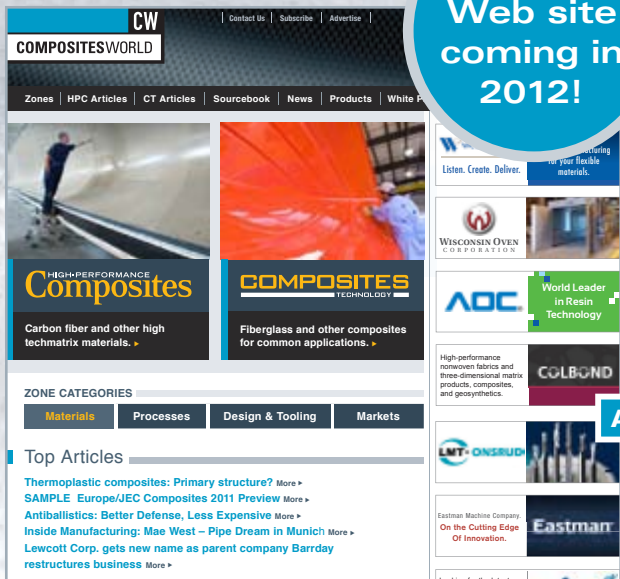 Web site
coming in
2012!
CW
COMPOSITESWORLD
Contact Us | Subscribe | Advertise |
Zones | HPC Articles | CT Articles | Sourcebook | News | Products | White
Listen. Create. Deliver.
for your flexible
materials.
WISCONSIN OVEN
CORPORATION
HIGH-PERFORMANCE
Composites
Carbon fiber and other high
techmatrix materials. ▸
COMPOSITES
TECHNOLOGY
Fiberglass and other composites
for common applications. ▸
AOC.
World Leader
in Resin
Technology
High-performance
nonwoven fabrics and
three-dimensional matrix
products, composites,
and geosynthetics.
COLBOND
ZONE CATEGORIES
Materials Processes Design & Tooling Markets
Top Articles
Thermoplastic composites: Primary structure? More ▸
SAMPLE Europe/JEC Composites 2011 Preview More ▸
Antiballistics: Better Defense, Less Expensive More ▸
Inside Manufacturing: Mae West – Pipe Dream in Munich More ▸
Lewcott Corp. gets new name as parent company Barrday
restructures business More ▸
LMT-ONSRUD
Eastman Machine Company.
On the Cutting Edge
Of Innovation.
Eastman